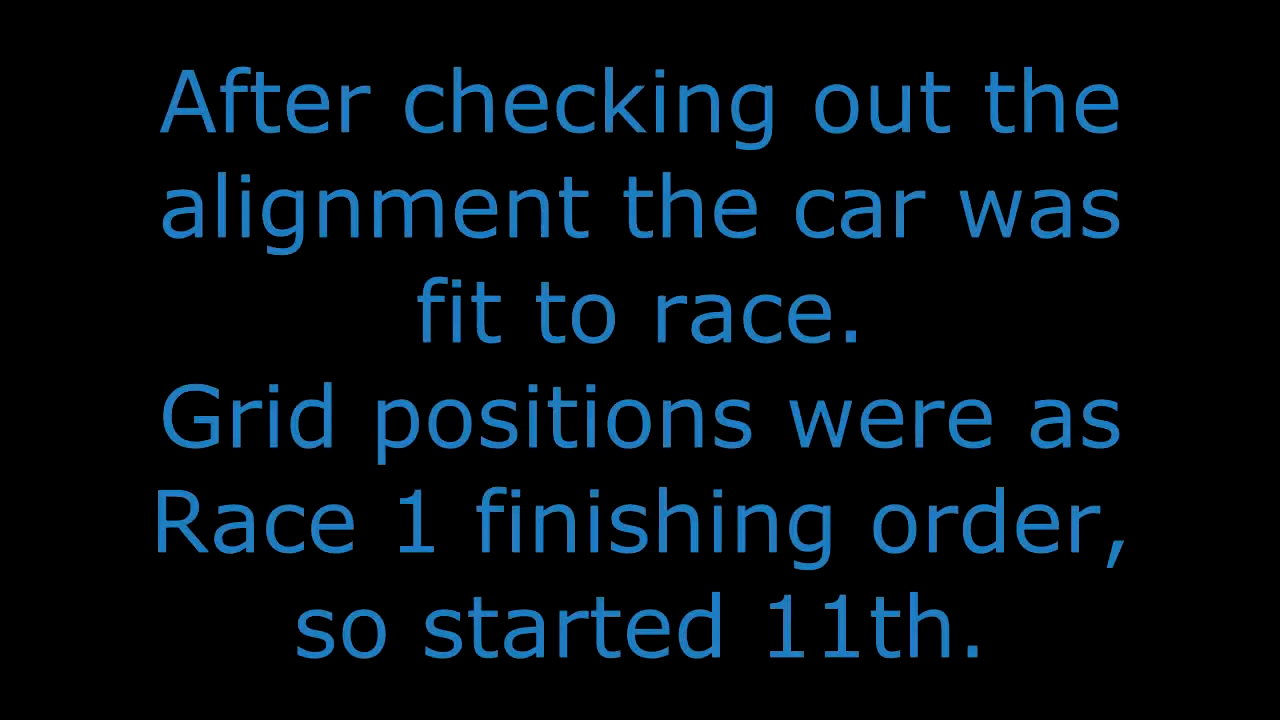 After checking out the
alignment the car was
fit to race.
Grid positions were as
Race 1 finishing order,
so started 11th.